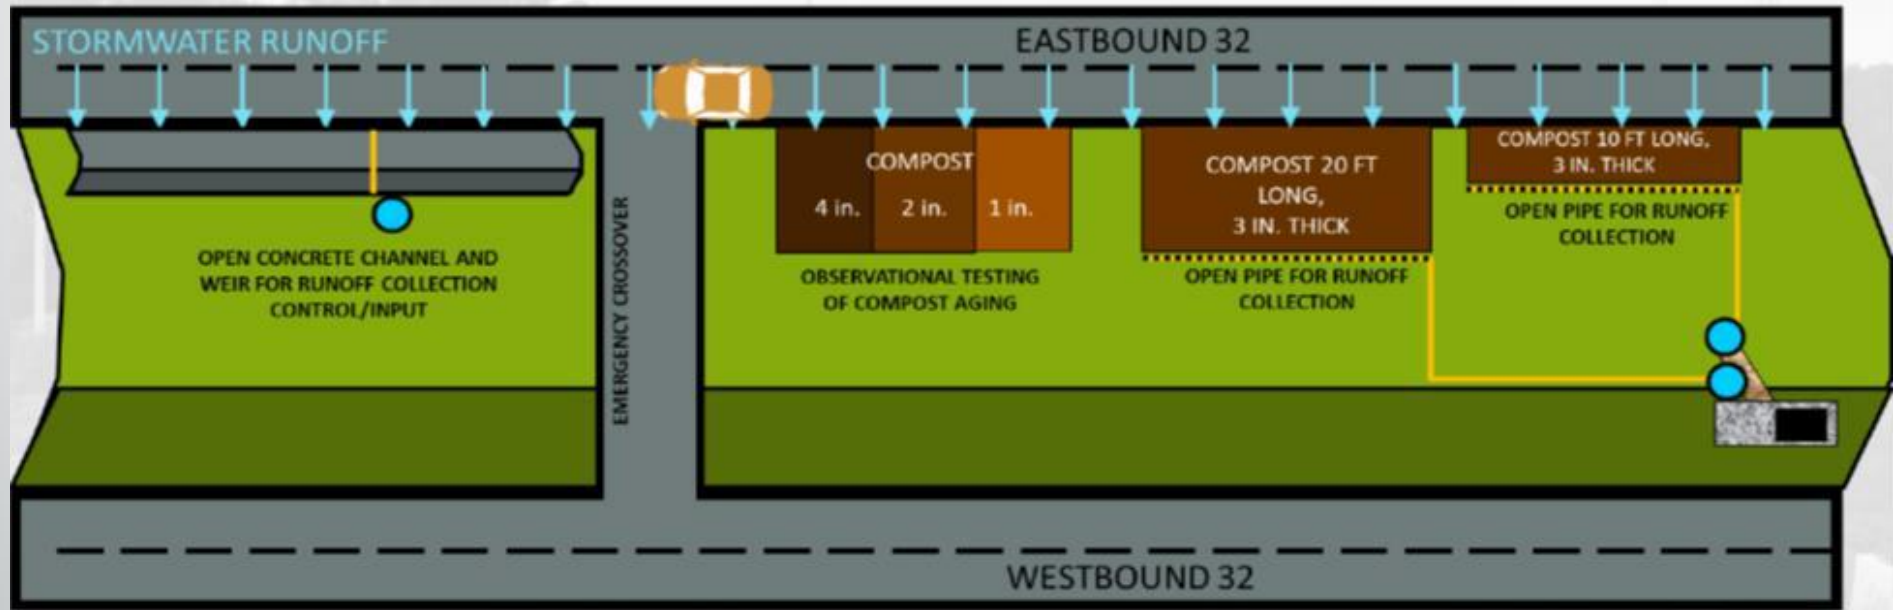 STORMWATER RUNOFF
EASTBOUND 32
OPEN CONCRETE CHANNEL AND
WEIR FOR RUNOFF COLLECTION
CONTROL/INPUT
EMERGENCY CROSSOVER
COMPOST
4 in. 2 in. 1 in.
OBSERVATIONAL TESTING
OF COMPOST AGING
COMPOST 20 FT
LONG,
3 IN. THICK
OPEN PIPE FOR RUNOFF
COLLECTION
COMPOST 10 FT LONG,
3 IN. THICK
OPEN PIPE FOR RUNOFF
COLLECTION
WESTBOUND 32